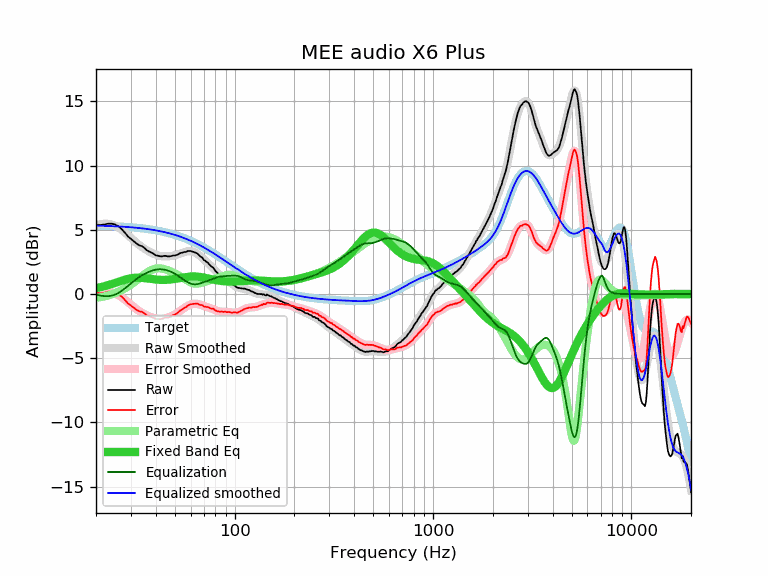 MEE audio X6 Plus
Amplitude (dBr)
15
10
5
0
−5
−10
−15
Target
Raw Smoothed
Error Smoothed
Raw
Error
Parametric Eq
Fixed Band Eq
Equalization
Equalized smoothed
100
1000
10000
Frequency (Hz)